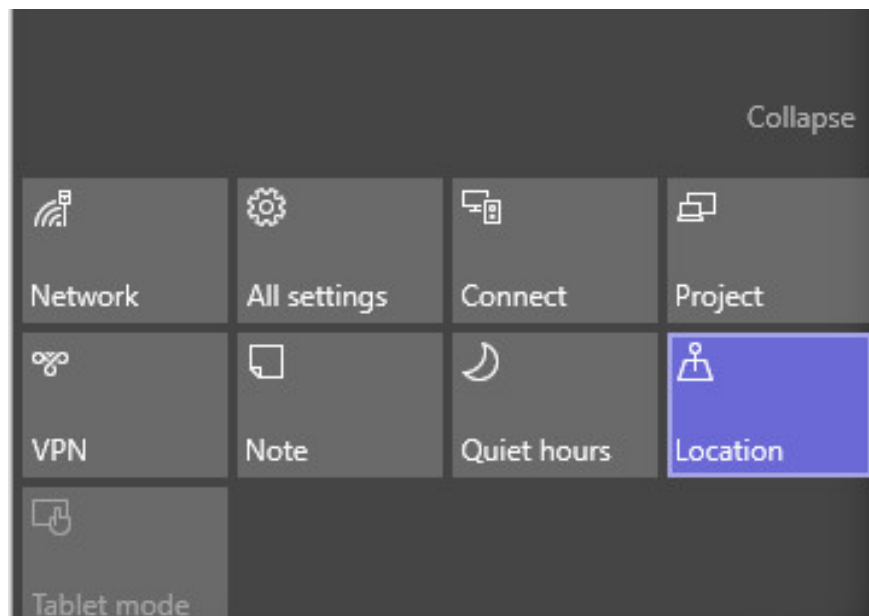 Collapse
Network
All settings
Connect
Project
VPN
Note
Quiet hours
Location
Tablet mode